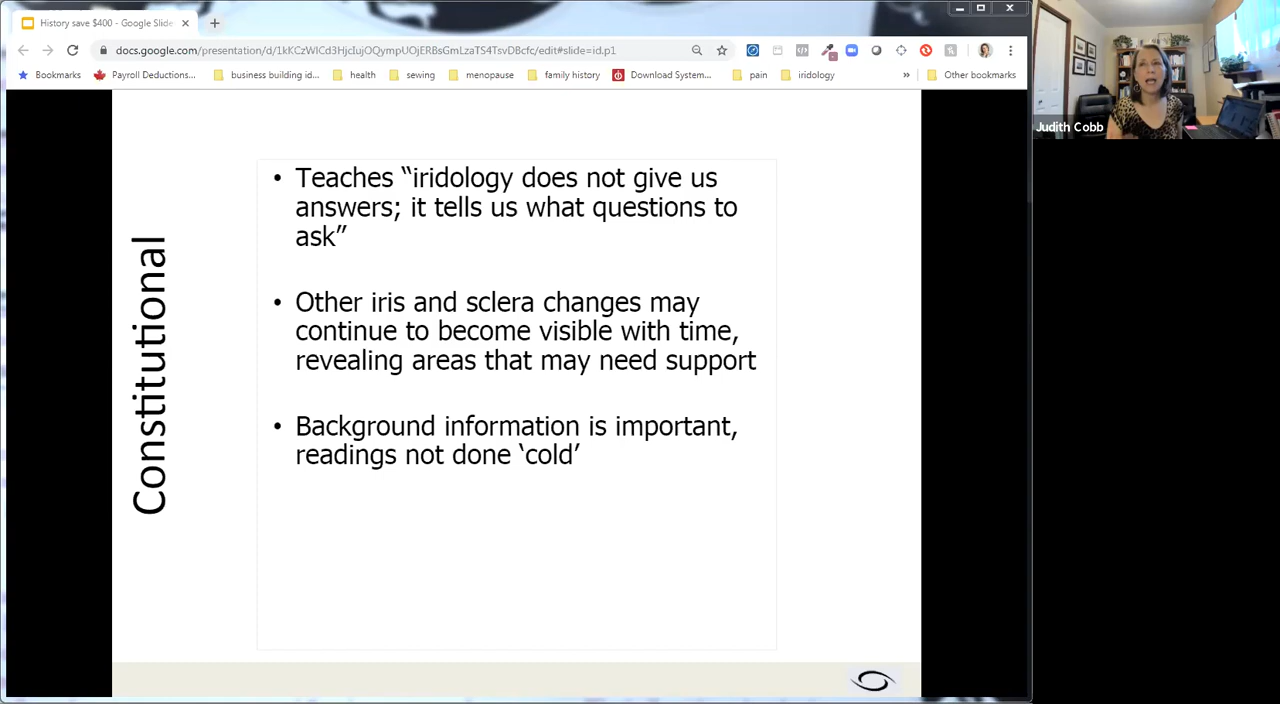 History save $400 - Google Slide
docs.google.com/presentation/d/1kKCzWlCd3HjcIujOQympUOjERBsGmLzaTS4TsvDBcfc/edit#slide=id.p1
Bookmarks
Payroll Deductions...
business building id...
health
sewing
menopause
family history
Download System...
pain
iridology
»
Other bookmarks
Judith Cobb
Constitutional
• Teaches “iridology does not give us
answers; it tells us what questions to
ask”
• Other iris and sclera changes may
continue to become visible with time,
revealing areas that may need support
• Background information is important,
readings not done ‘cold’